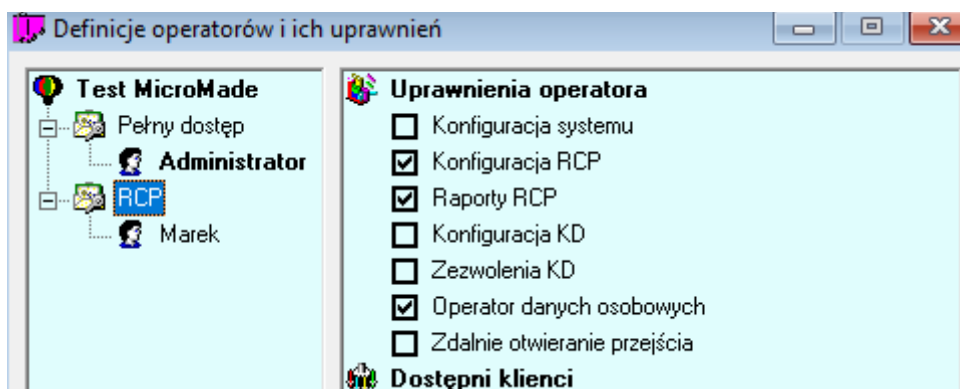 Definicje operatorów i ich uprawnień
Test MicroMade
Pełny dostęp
Administrator
RCP
Marek
Uprawnienia operatora
Konfiguracja systemu
Konfiguracja RCP
Raporty RCP
Konfiguracja KD
Zezwolenia KD
Operator danych osobowych
Zdalnie otwieranie przejścia
Dostępni klienci